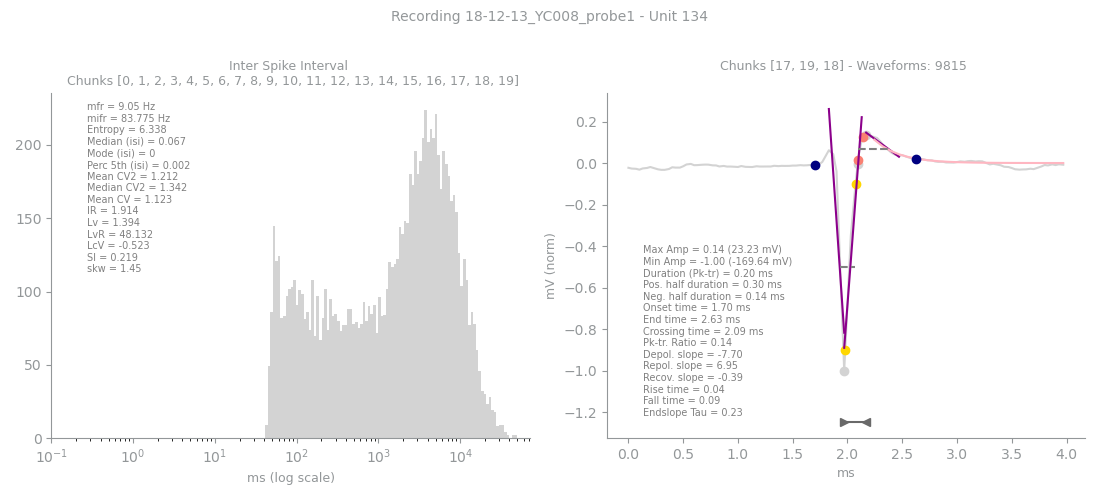 Recording 18-12-13_YC008_probe1 - Unit 134
Inter Spike Interval
Chunks [0, 1, 2, 3, 4, 5, 6, 7, 8, 9, 10, 11, 12, 13, 14, 15, 16, 17, 18, 19]
mfr = 9.05 Hz
mifr = 83.775 Hz
Entropy = 6.338
Median (isi) = 0.067
Mode (isi) = 0
Perc 5th (isi) = 0.002
Mean CV2 = 1.212
Median CV2 = 1.342
Mean CV = 1.123
IR = 1.914
Lv = 1.394
LvR = 48.132
LcV = -0.523
SI = 0.219
skw = 1.45
200
150
100
50
0
10⁻¹ 10⁰ 10¹ 10² 10³ 10⁴
ms (log scale)
Chunks [17, 19, 18] - Waveforms: 9815
mV (norm)
0.2
0.0
−0.2
−0.4
−0.6
−0.8
−1.0
−1.2
Max Amp = 0.14 (23.23 mV)
Min Amp = -1.00 (-169.64 mV)
Duration (Pk-tr) = 0.20 ms
Pos. half duration = 0.30 ms
Neg. half duration = 0.14 ms
Onset time = 1.70 ms
End time = 2.63 ms
Crossing time = 2.09 ms
Pk-tr. Ratio = 0.14
Depol. slope = -7.70
Repol. slope = 6.95
Recov. slope = -0.39
Rise time = 0.04
Fall time = 0.09
Endslope Tau = 0.23
0.0 0.5 1.0 1.5 2.0 2.5 3.0 3.5 4.0
ms